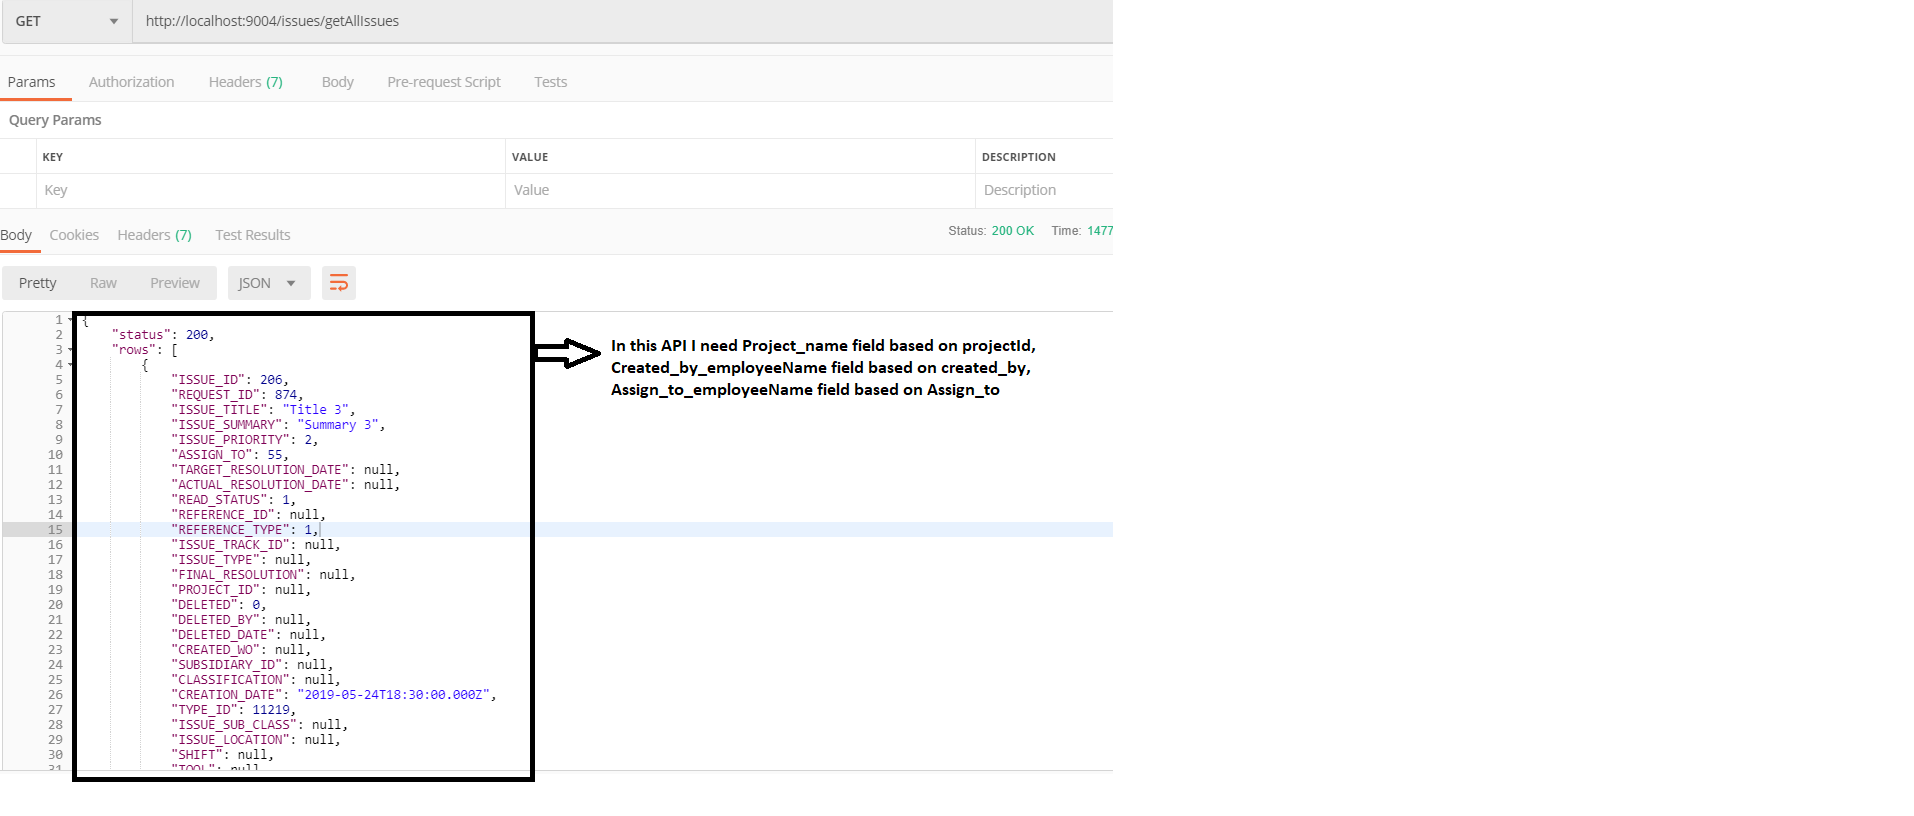 GET http://localhost:9004/issues/getAllIssues
Params Authorization Headers (7) Body Pre-request Script Tests
Query Params
KEY VALUE DESCRIPTION
Key Value Description
Body Cookies Headers (7) Test Results Status: 200 OK Time: 1477
Pretty Raw Preview JSON
1 {
2 "status": 200,
3 "rows": [
4 {
5 "ISSUE_ID": 206,
6 "REQUEST_ID": 874,
7 "ISSUE_TITLE": "Title 3",
8 "ISSUE_SUMMARY": "Summary 3",
9 "ISSUE_PRIORITY": 2,
10 "ASSIGN_TO": 55,
11 "TARGET_RESOLUTION_DATE": null,
12 "ACTUAL_RESOLUTION_DATE": null,
13 "READ_STATUS": 1,
14 "REFERENCE_ID": null,
15 "REFERENCE_TYPE": 1,
16 "ISSUE_TRACK_ID": null,
17 "ISSUE_TYPE": null,
18 "FINAL_RESOLUTION": null,
19 "PROJECT_ID": null,
20 "DELETED": 0,
21 "DELETED_BY": null,
22 "DELETED_DATE": null,
23 "CREATED_WO": null,
24 "SUBSIDIARY_ID": null,
25 "CLASSIFICATION": null,
26 "CREATION_DATE": "2019-05-24T18:30:00.000Z",
27 "TYPE_ID": 11219,
28 "ISSUE_SUB_CLASS": null,
29 "ISSUE_LOCATION": null,
30 "SHIFT": null,
31 "TOOL": null
In this API I need Project_name field based on projectId,
Created_by_employeeName field based on created_by,
Assign_to_employeeName field based on Assign_to